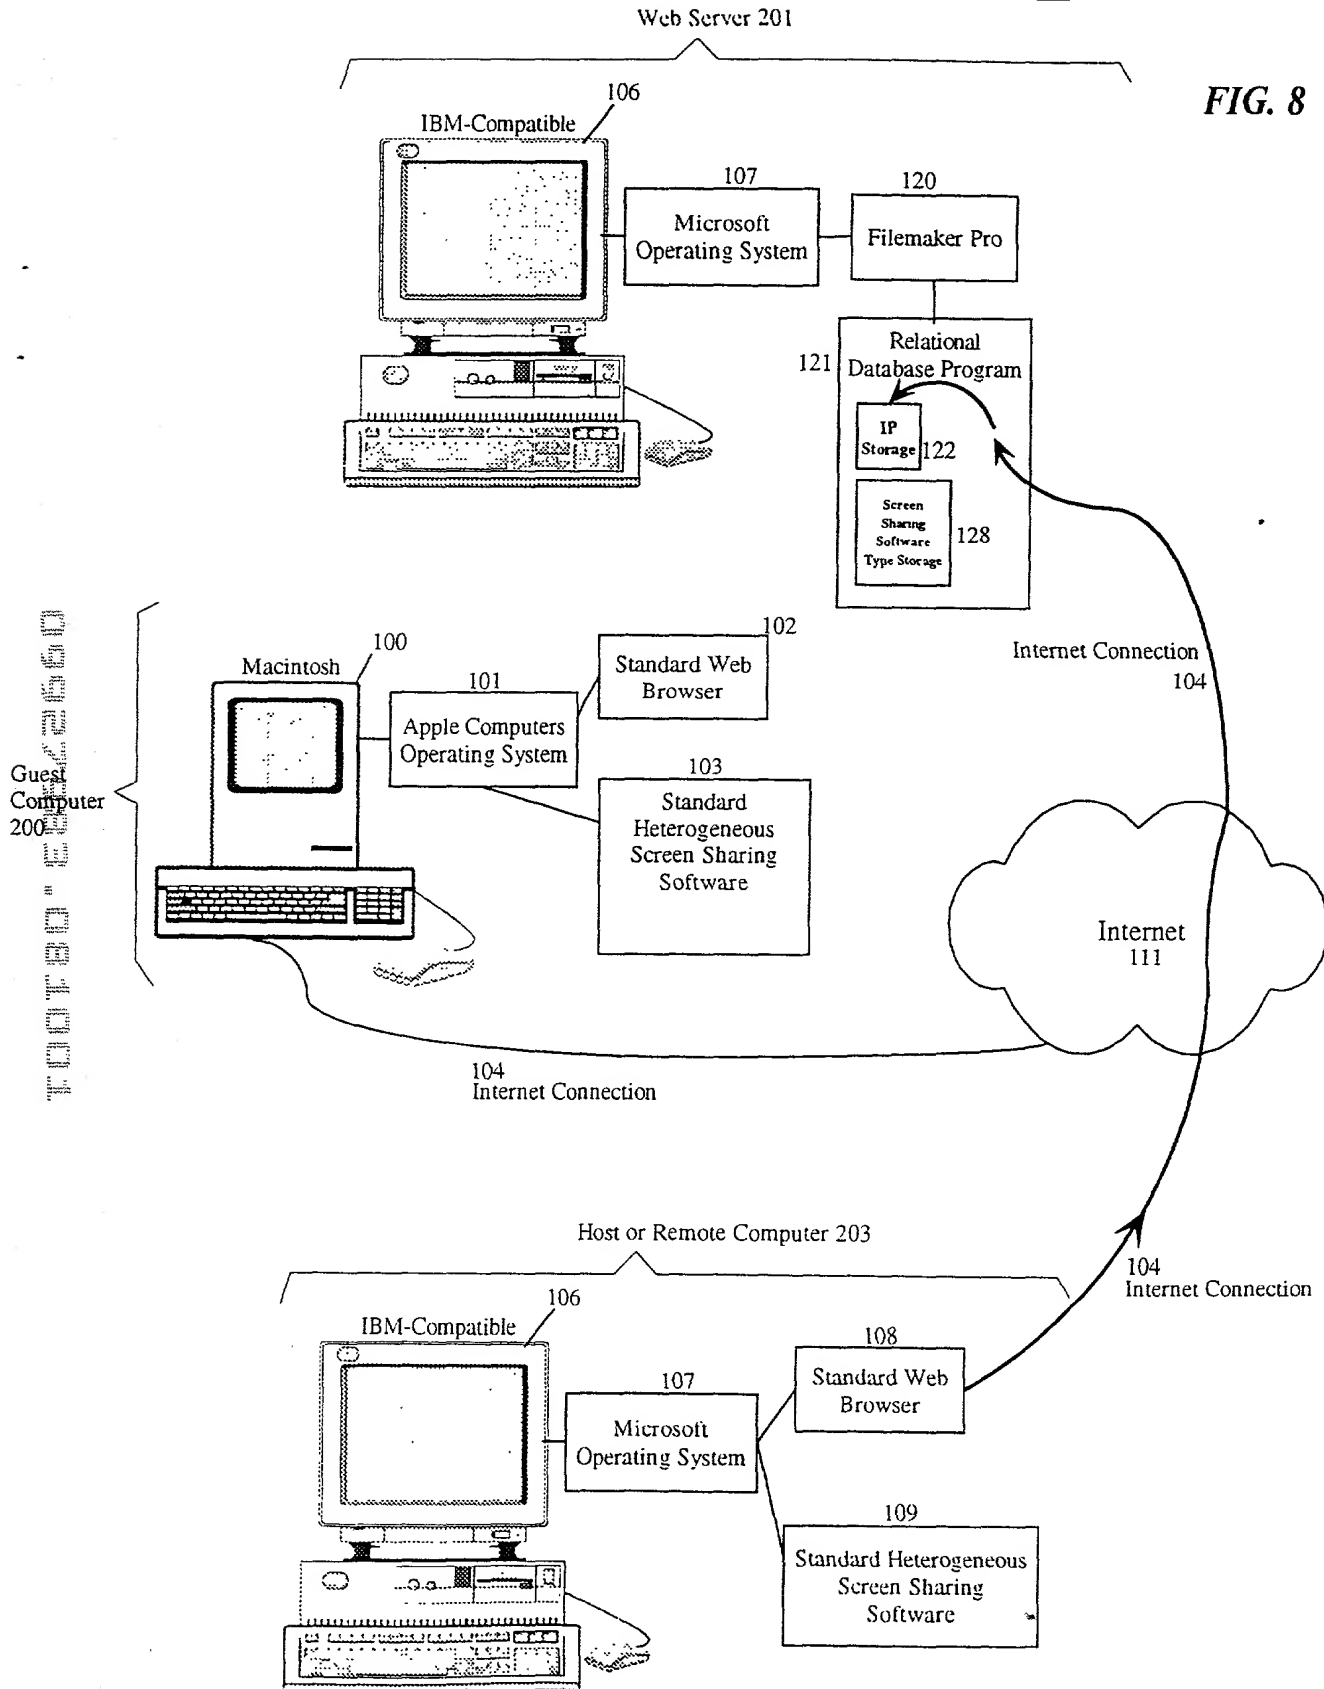 Web Server 201
FIG. 8
106
IBM-Compatible
107
Microsoft
Operating System
120
Filemaker Pro
121
Relational
Database Program
IP
Storage
122
Screen
Sharing
Software
Type Storage
128
Internet Connection
104
Guest
Computer
200
Macintosh
100
101
Apple Computers
Operating System
102
Standard Web
Browser
103
Standard
Heterogeneous
Screen Sharing
Software
Internet
111
104
Internet Connection
Host or Remote Computer 203
104
Internet Connection
106
IBM-Compatible
107
Microsoft
Operating System
108
Standard Web
Browser
109
Standard Heterogeneous
Screen Sharing
Software